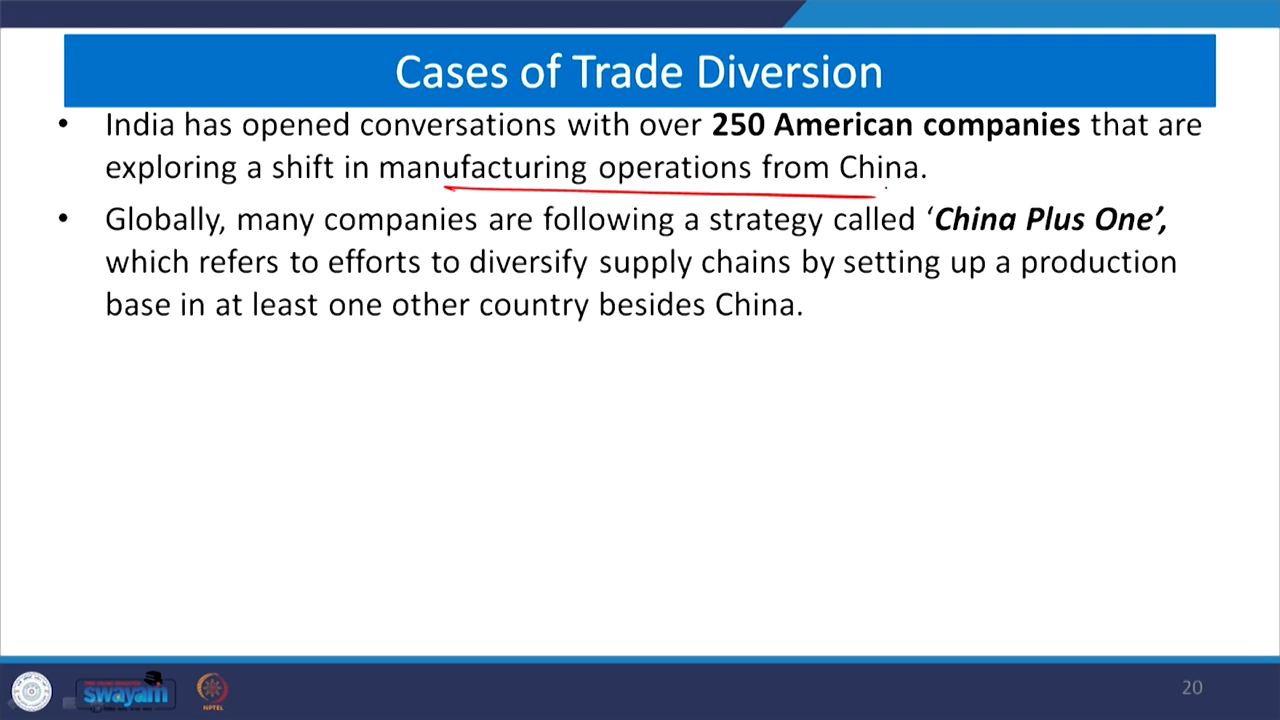 Cases of Trade Diversion
• India has opened conversations with over 250 American companies that are
exploring a shift in manufacturing operations from China.
• Globally, many companies are following a strategy called ‘China Plus One’,
which refers to efforts to diversify supply chains by setting up a production
base in at least one other country besides China.
swayam
NPTEL
20